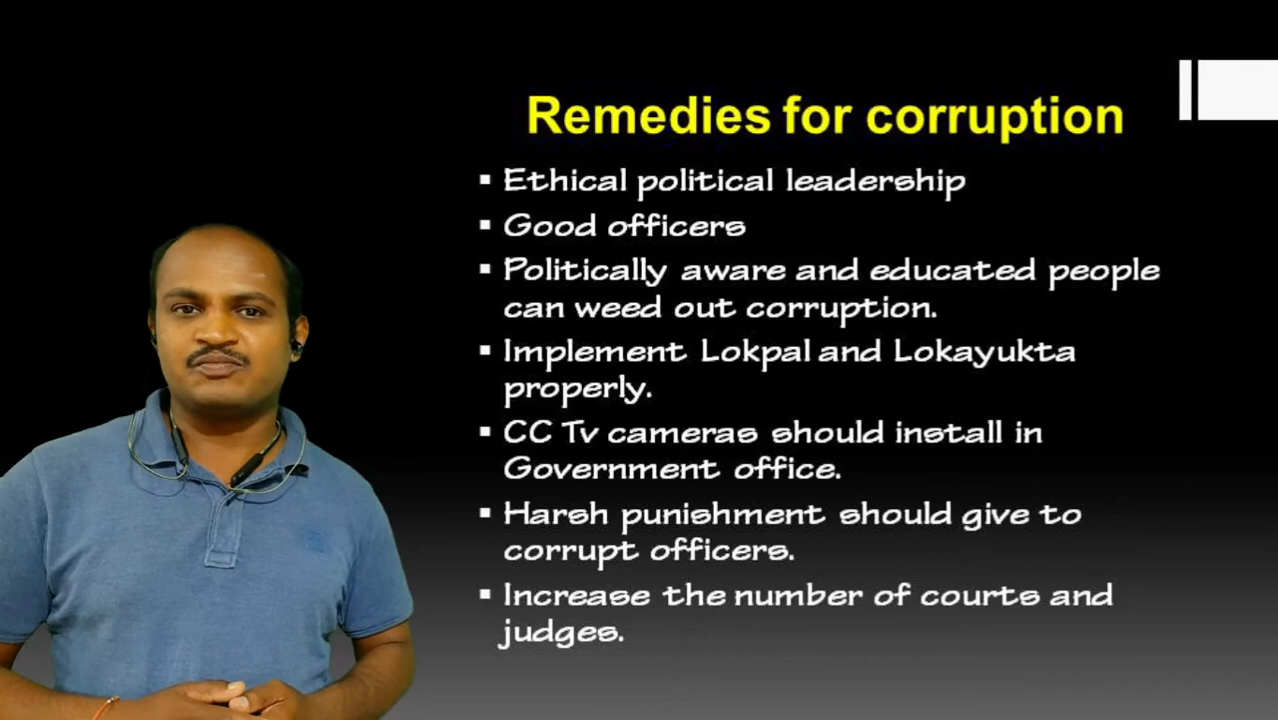 Remedies for corruption
▪ Ethical political leadership
▪ Good officers
▪ Politically aware and educated people
can weed out corruption.
▪ Implement Lokpal and Lokayukta
properly.
▪ CC Tv cameras should install in
Government office.
▪ Harsh punishment should give to
corrupt officers.
▪ Increase the number of courts and
judges.